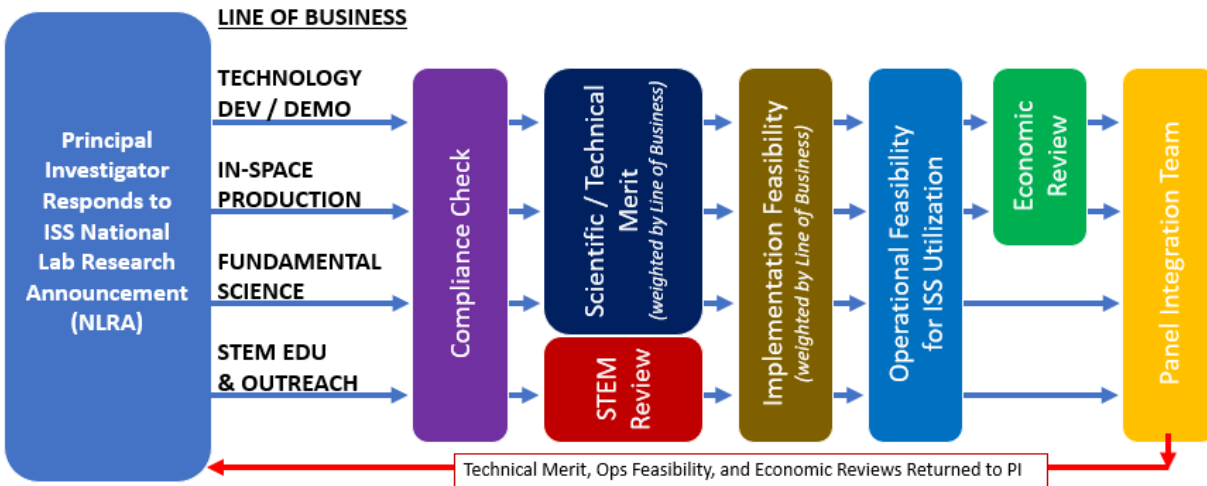 LINE OF BUSINESS
Principal
Investigator
Responds to
ISS National
Lab Research
Announcement
(NLRA)
TECHNOLOGY
DEV / DEMO
IN-SPACE
PRODUCTION
FUNDAMENTAL
SCIENCE
STEM EDU
& OUTREACH
Compliance Check
Scientific / Technical
Merit
(weighted by Line of Business)
STEM
Review
Implementation Feasibility
(weighted by Line of Business)
Operational Feasibility
for ISS Utilization
Economic
Review
Panel Integration Team
Technical Merit, Ops Feasibility, and Economic Reviews Returned to PI